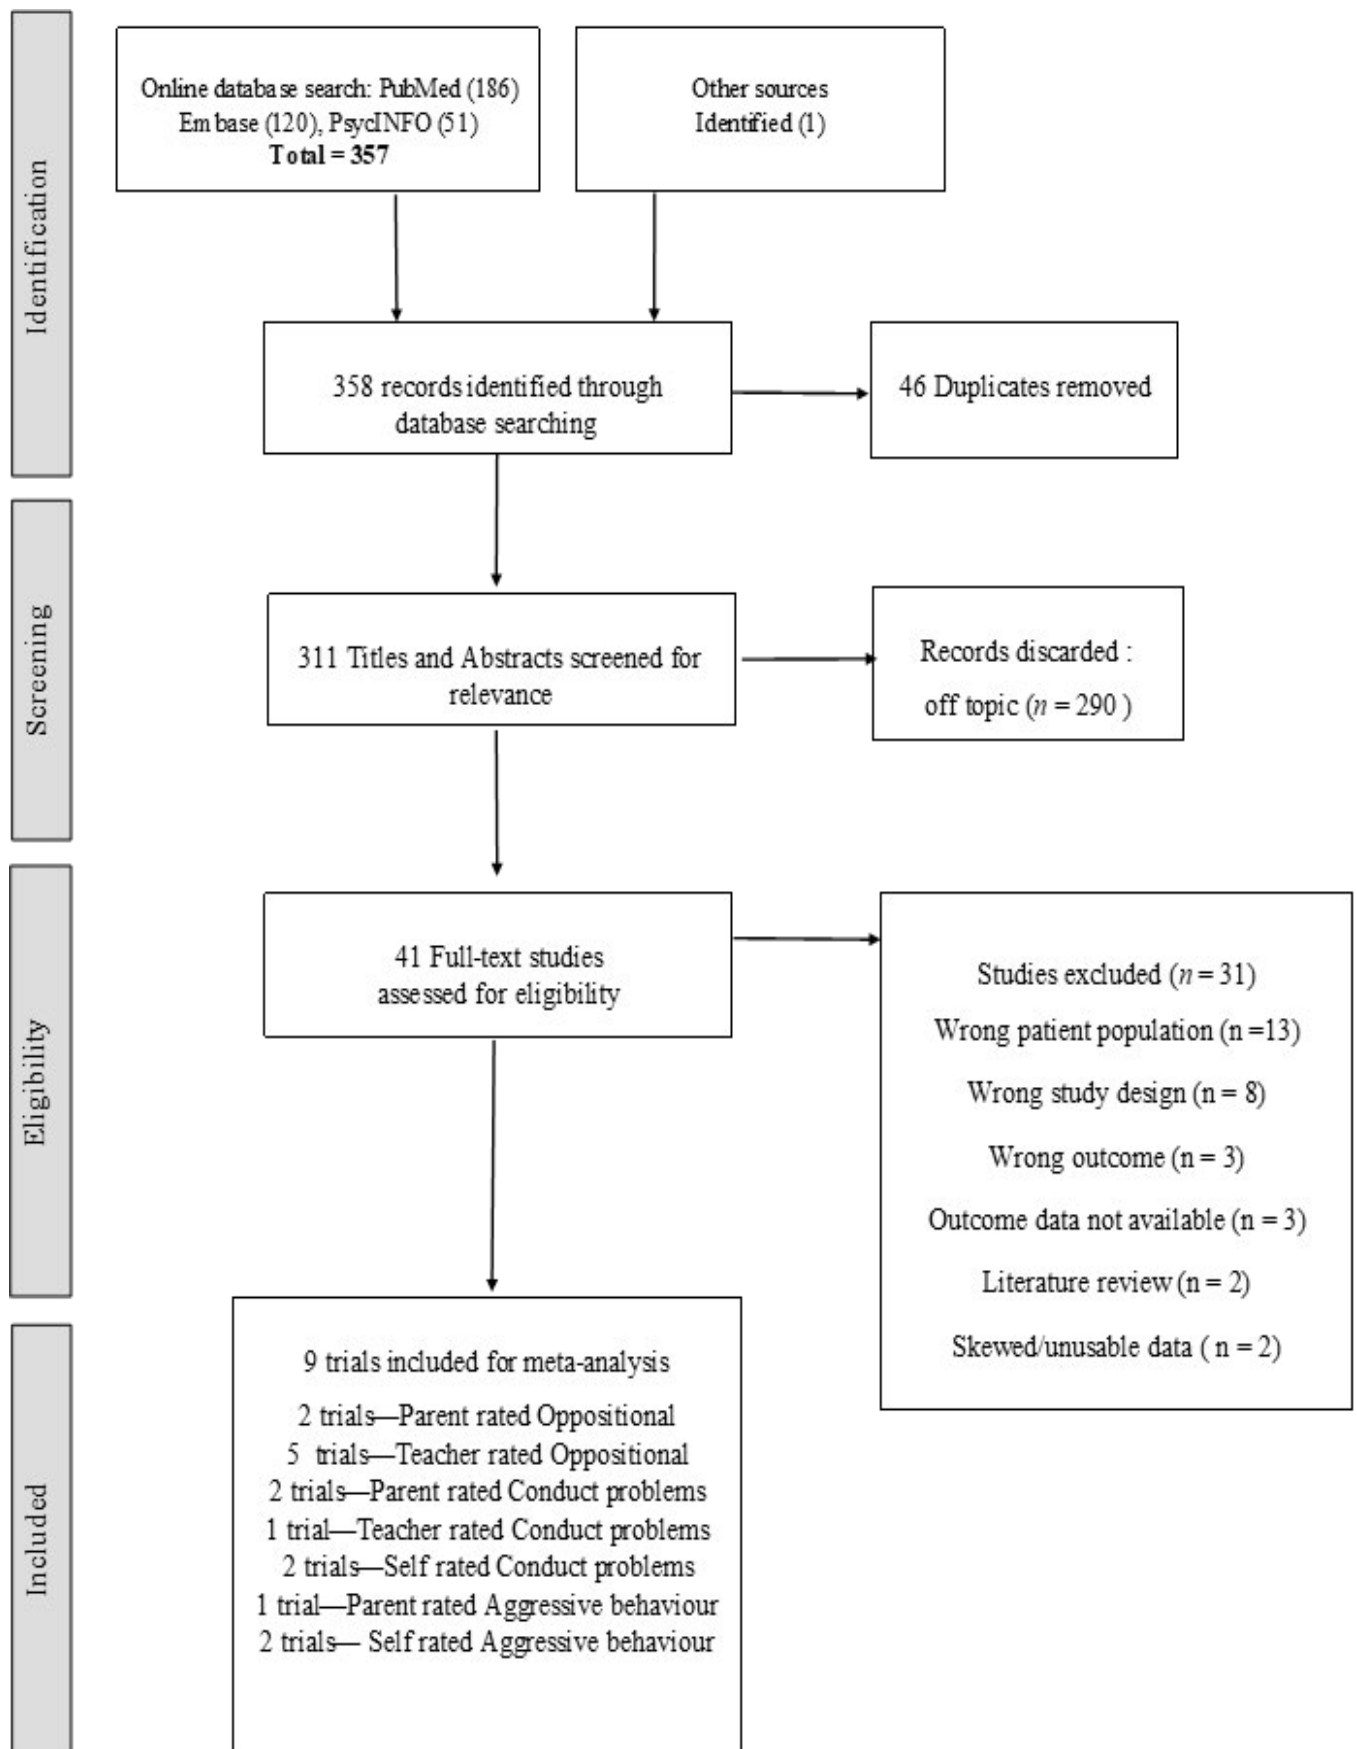 Identification
Online database search: PubMed (186)
Embase (120), PsycINFO (51)
Total = 357
Other sources
Identified (1)
358 records identified through
database searching
46 Duplicates removed
Screening
311 Titles and Abstracts screened for
relevance
Records discarded :
off topic (n = 290 )
Eligibility
41 Full-text studies
assessed for eligibility
Studies excluded (n = 31)
Wrong patient population (n =13)
Wrong study design (n = 8)
Wrong outcome (n = 3)
Outcome data not available (n = 3)
Literature review (n = 2)
Skewed/unusable data ( n = 2)
Included
9 trials included for meta-analysis
2 trials—Parent rated Oppositional
5 trials—Teacher rated Oppositional
2 trials—Parent rated Conduct problems
1 trial—Teacher rated Conduct problems
2 trials—Self rated Conduct problems
1 trial—Parent rated Aggressive behaviour
2 trials— Self rated Aggressive behaviour